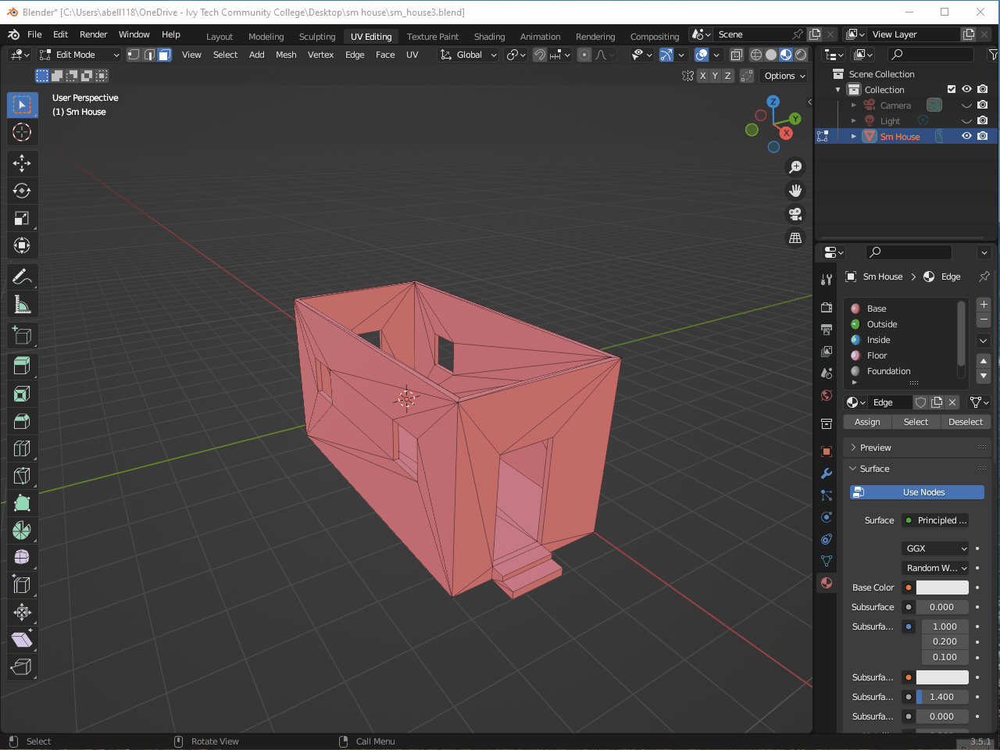 Blender* [C:\Users\abell118\OneDrive - Ivy Tech Community College\Desktop\sm house\sm_house3.blend]
File Edit Render Window Help Layout Modeling Sculpting UV Editing Texture Paint Shading Animation Rendering Compositing Scene View Layer
Edit Mode View Select Add Mesh Vertex Edge Face UV Global
X Y Z Options
User Perspective
(1) Sm House
Z
Y
X
Scene Collection
Collection
Camera
Light
Sm House
Sm House > Edge
Base
Outside
Inside
Floor
Foundation
Edge
Assign Select Deselect
Preview
Surface
Use Nodes
Surface Principled ...
GGX
Random W...
Base Color
Subsurface 0.000
Subsurfa... 1.000
0.200
0.100
Subsurfa...
Subsurfa... 1.400
Subsurfa... 0.000
Select Rotate View Call Menu 3.5.1